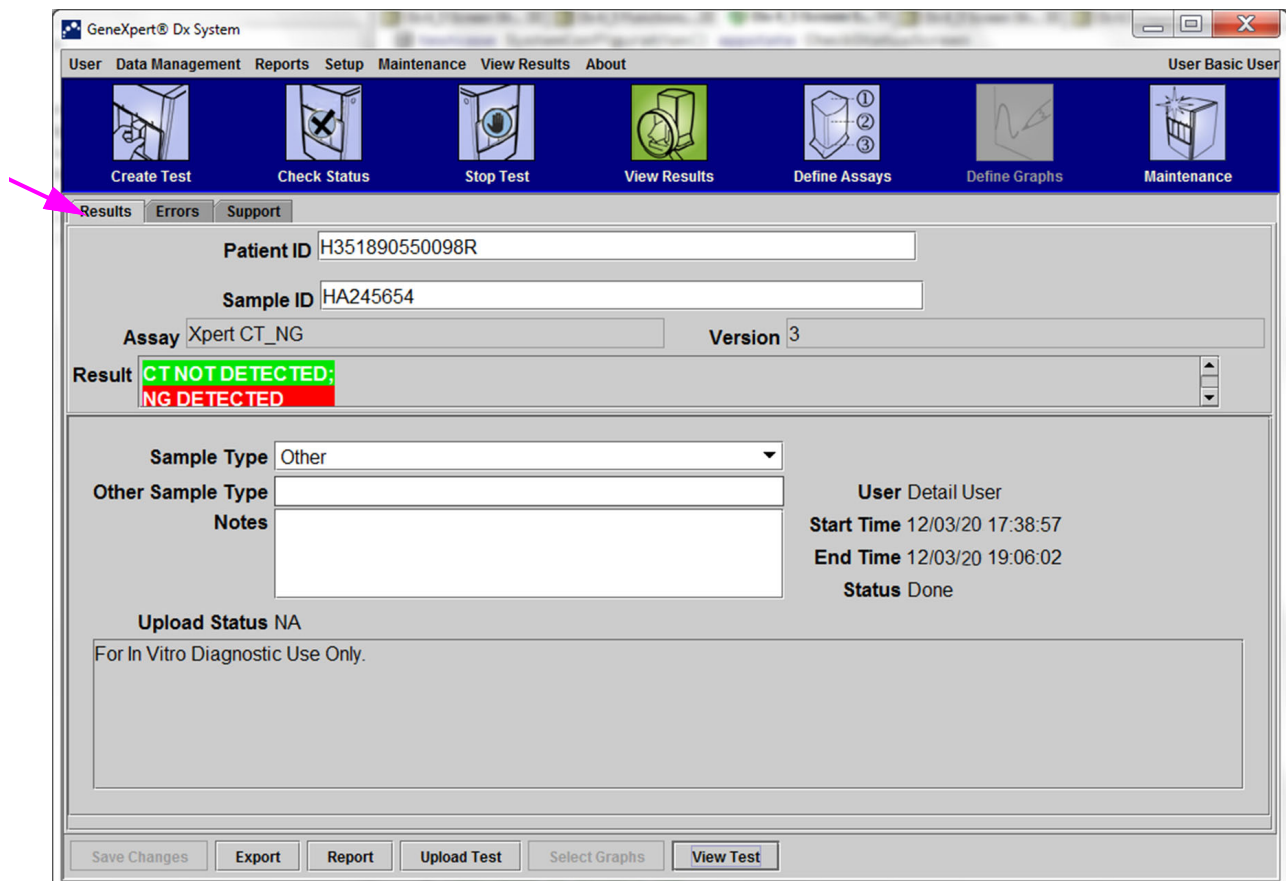 GeneXpert® Dx System
User Data Management Reports Setup Maintenance View Results About User Basic User
① ② ③
Create Test Check Status Stop Test View Results Define Assays Define Graphs Maintenance
Results Errors Support
Patient ID H351890550098R
Sample ID HA245654
Assay Xpert CT_NG Version 3
Result CT NOT DETECTED;
NG DETECTED
Sample Type Other
Other Sample Type User Detail User
Notes Start Time 12/03/20 17:38:57
End Time 12/03/20 19:06:02
Status Done
Upload Status NA
For In Vitro Diagnostic Use Only.
Save Changes Export Report Upload Test Select Graphs View Test